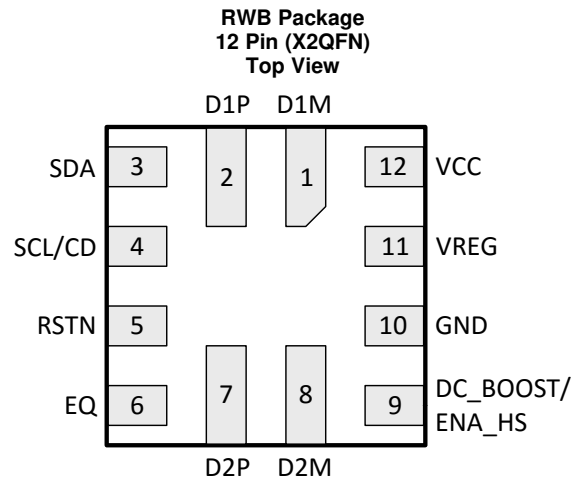 RWB Package
12 Pin (X2QFN)
Top View
D1P D1M
SDA 3 2 1 12 VCC
SCL/CD 4 11 VREG
RSTN 5 10 GND
EQ 6 7 8 9 DC_BOOST/
ENA_HS
D2P D2M